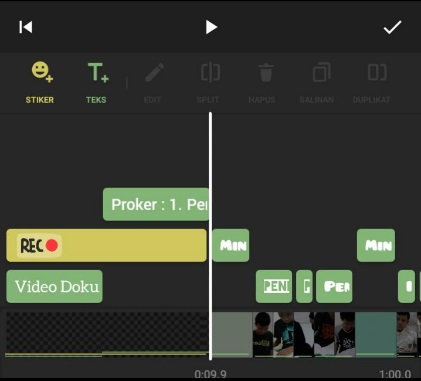 STIKER
TEKS
EDIT
SPLIT
HAPUS
SALINAN
DUPLIKAT
Proker : 1. Per
REC
MIN
MIN
Video Doku
PENI
P
PEN
0:09.9
1:00.0